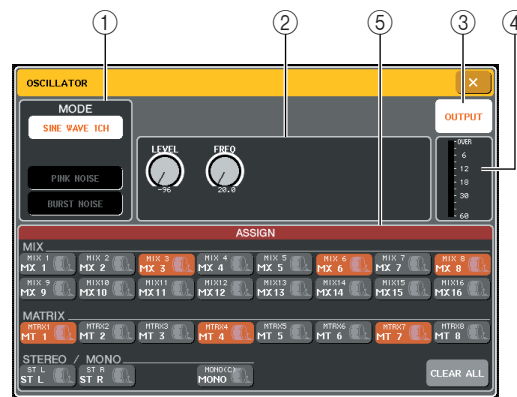 ① ② ⑤ ③ ④
OSCILLATOR ×
MODE
SINE WAVE 1CH
PINK NOISE
BURST NOISE
LEVEL FREQ
-96 20.0
OUTPUT
OVER
6
12
18
30
60
ASSIGN
MIX
MIX 1 MIX 2 MIX 3 MIX 4 MIX 5 MIX 6 MIX 7 MIX 8
MX 1 MX 2 MX 3 MX 4 MX 5 MX 6 MX 7 MX 8
MIX 9 MIX10 MIX11 MIX12 MIX13 MIX14 MIX15 MIX16
MX 9 MX10 MX11 MX12 MX13 MX14 MX15 MX16
MATRIX
MTRX1 MTRX2 MTRX3 MTRX4 MTRX5 MTRX6 MTRX7 MTRX8
MT 1 MT 2 MT 3 MT 4 MT 5 MT 6 MT 7 MT 8
STEREO / MONO
ST L ST R MONO(C)
ST L ST R MONO
CLEAR ALL